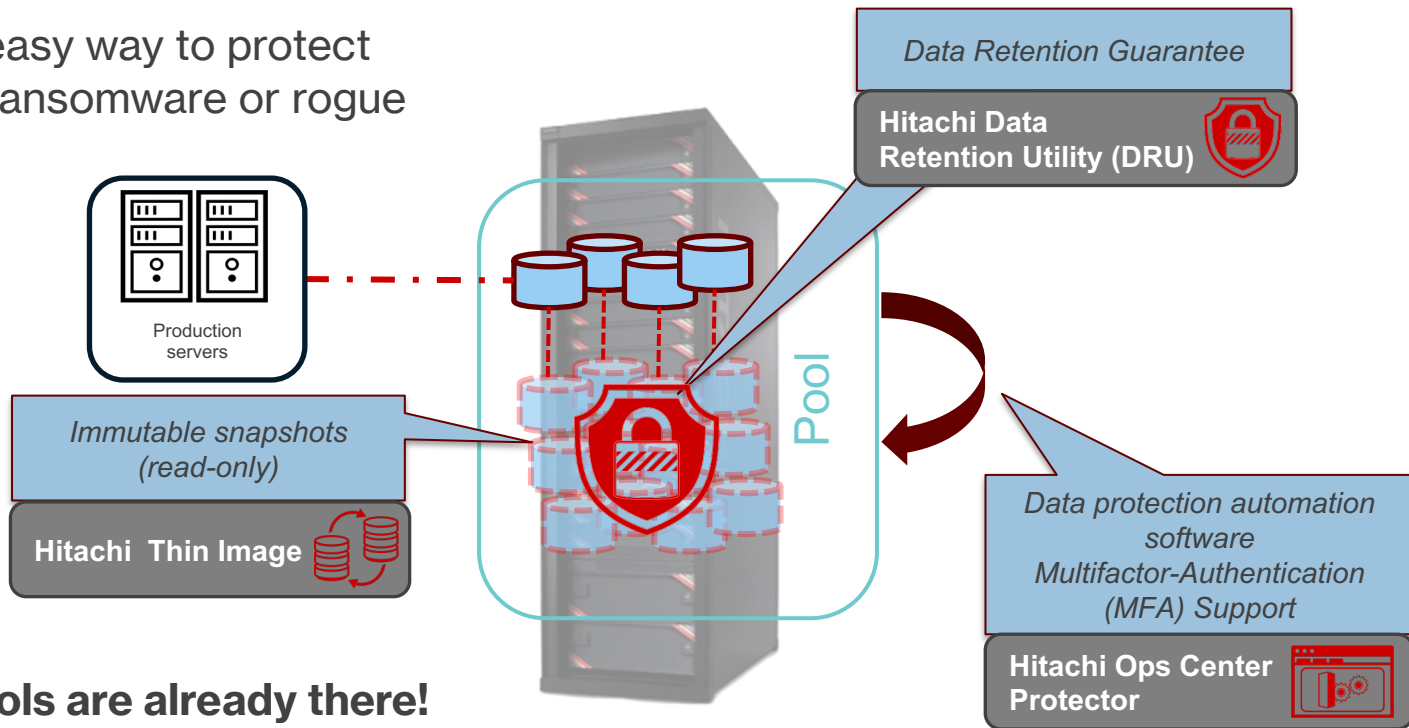 easy way to protect
ansomware or rogue
Data Retention Guarantee
Hitachi Data
Retention Utility (DRU)
Production
servers
Pool
Immutable snapshots
(read-only)
Hitachi Thin Image
Data protection automation
software
Multifactor-Authentication
(MFA) Support
Hitachi Ops Center
Protector
ols are already there!